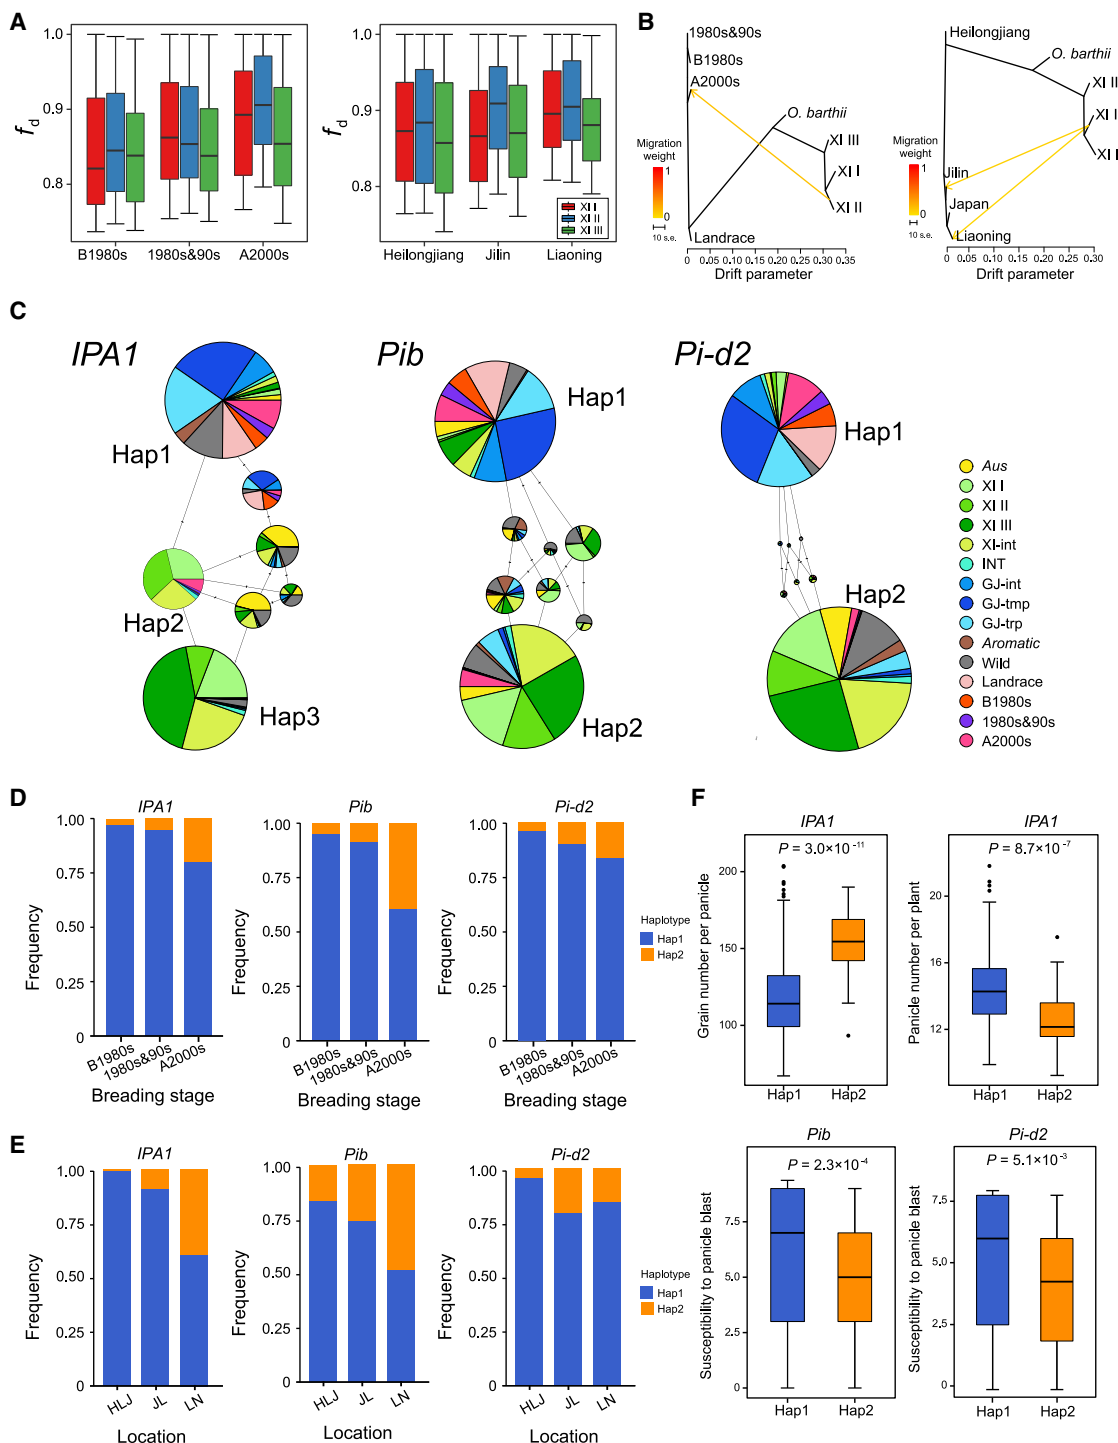 A
1.0
0.9
0.8
fd
B1980s
1980s&90s
A2000s
1.0
0.9
0.8
fd
Heilongjiang
Jilin
Liaoning
XI I
XI II
XI III
B
1980s&90s
B1980s
A2000s
O. barthii
XI III
XI I
XI II
Landrace
Migration
weight
1
0
10 s.e.
0
0.05
0.10
0.15
0.20
0.25
0.30
0.35
Drift parameter
Heilongjiang
O. barthii
XI II
XI I
Jilin
Japan
Liaoning
Migration
weight
1
0
10 s.e.
0
0.05
0.10
0.15
0.20
0.25
0.30
Drift parameter
C
IPA1
Hap1
Hap2
Hap3
Pib
Hap1
Hap2
Pi-d2
Hap1
Hap2
Aus
XI I
XI II
XI III
XI-int
INT
GJ-int
GJ-tmp
GJ-trp
Aromatic
Wild
Landrace
B1980s
1980s&90s
A2000s
D
IPA1
1.00
0.75
0.50
0.25
0
Frequency
B1980s
1980s&90s
A2000s
Breading stage
Pib
1.00
0.75
0.50
0.25
0
Frequency
B1980s
1980s&90s
A2000s
Breading stage
Pi-d2
1.00
0.75
0.50
0.25
0
Frequency
B1980s
1980s&90s
A2000s
Breading stage
Haplotype
Hap1
Hap2
E
IPA1
1.00
0.75
0.50
0.25
0
Frequency
HLJ
JL
LN
Location
Pib
1.00
0.75
0.50
0.25
0
Frequency
HLJ
JL
LN
Location
Pi-d2
1.00
0.75
0.50
0.25
0
Frequency
HLJ
JL
LN
Location
Haplotype
Hap1
Hap2
F
IPA1
P = 3.0×10 -11
200
150
100
Grain number per panicle
Hap1
Hap2
IPA1
P = 8.7×10 -7
20
16
12
Panicle number per plant
Hap1
Hap2
Pib
P = 2.3×10-4
7.5
5.0
2.5
0
Susceptibility to panicle blast
Hap1
Hap2
Pi-d2
P = 5.1×10-3
7.5
5.0
2.5
0
Susceptibility to panicle blast
Hap1
Hap2